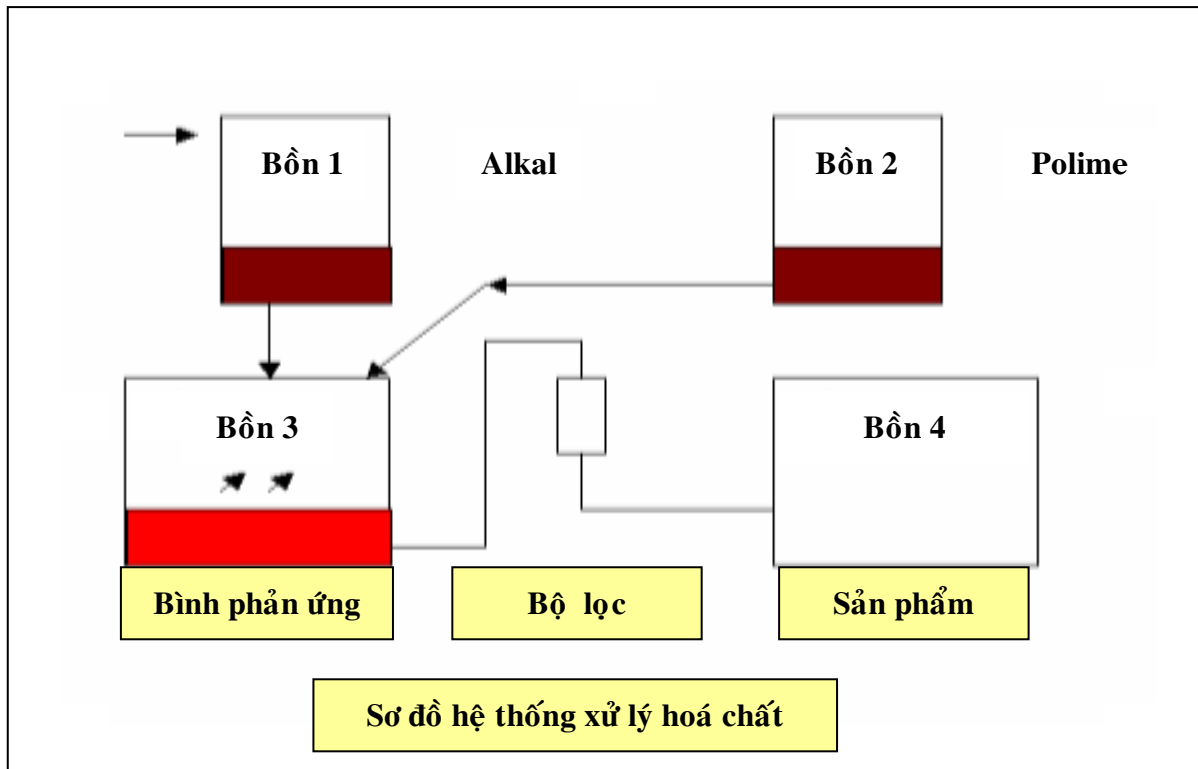 Bồn 1
Alkal
Bồn 2
Polime
Bồn 3
Bồn 4
Bình phản ứng
Bộ lọc
Sản phẩm
Sơ đồ hệ thống xử lý hoá chất